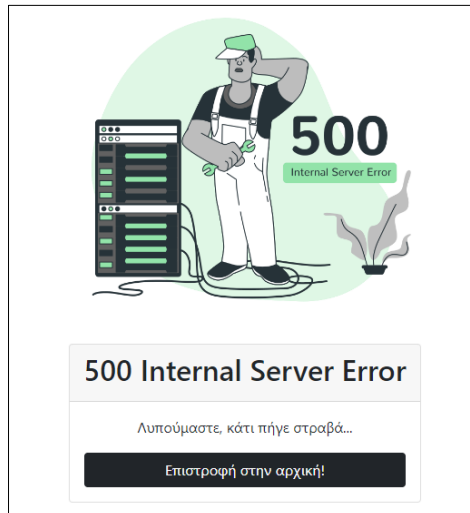 500
Internal Server Error
500 Internal Server Error
Λυπούμαστε, κάτι πήγε στραβά...
Επιστροφή στην αρχική!